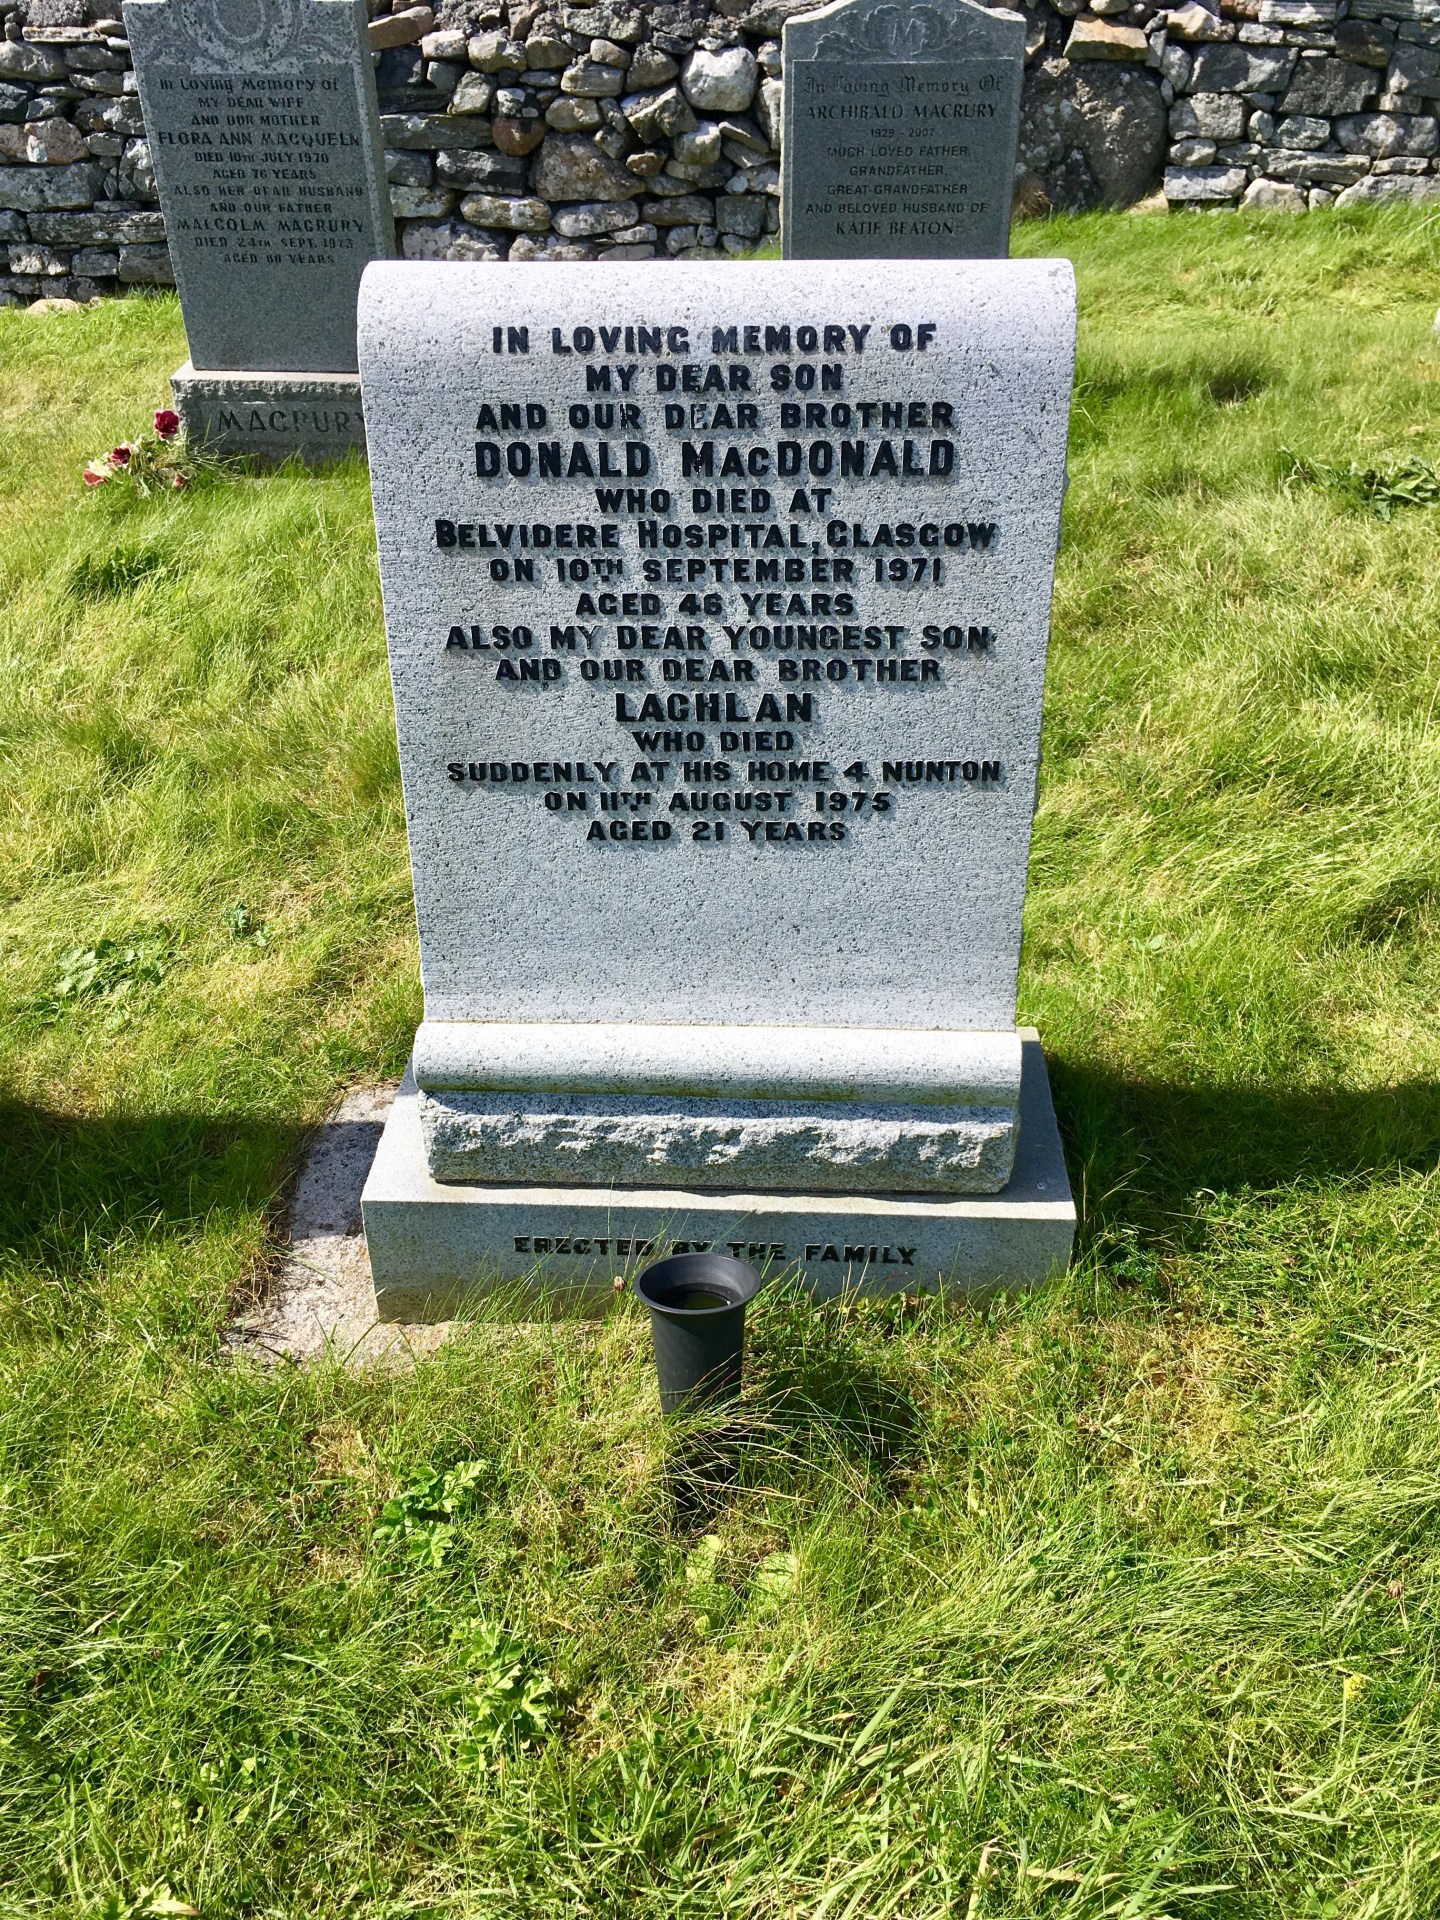 In Loving Memory of
MY DEAR WIFE
AND OUR MOTHER
FLORA ANN MACQUEEN
DIED 10TH JULY 1970
AGED 76 YEARS
ALSO HER DEAR HUSBAND
AND OUR FATHER
MALCOLM MACRURY
DIED 24TH SEPT. 1973
AGED 80 YEARS
MACRURY
M
In Loving Memory Of
ARCHIBALD MACRURY
1929 - 2007
MUCH LOVED FATHER
GRANDFATHER
GREAT-GRANDFATHER
AND BELOVED HUSBAND OF
KATIE BEATON
IN LOVING MEMORY OF
MY DEAR SON
AND OUR DEAR BROTHER
DONALD MACDONALD
WHO DIED AT
BELVIDERE HOSPITAL, GLASGOW
ON 10TH SEPTEMBER 1971
AGED 46 YEARS
ALSO MY DEAR YOUNGEST SON
AND OUR DEAR BROTHER
LACHLAN
WHO DIED
SUDDENLY AT HIS HOME 4 NUNTON
ON 11TH AUGUST 1975
AGED 21 YEARS
ERECTED BY THE FAMILY